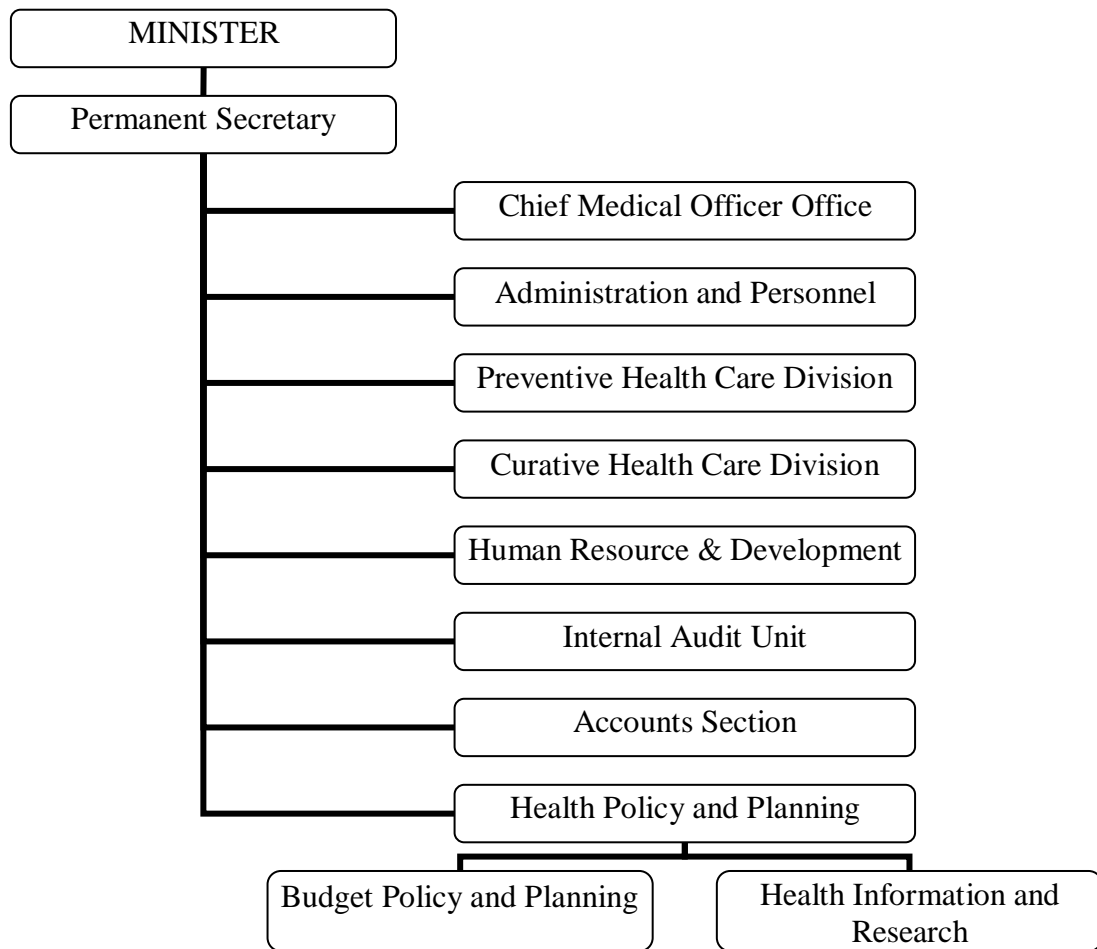 MINISTER
Permanent Secretary
Chief Medical Officer Office
Administration and Personnel
Preventive Health Care Division
Curative Health Care Division
Human Resource & Development
Internal Audit Unit
Accounts Section
Health Policy and Planning
Budget Policy and Planning
Health Information and
Research